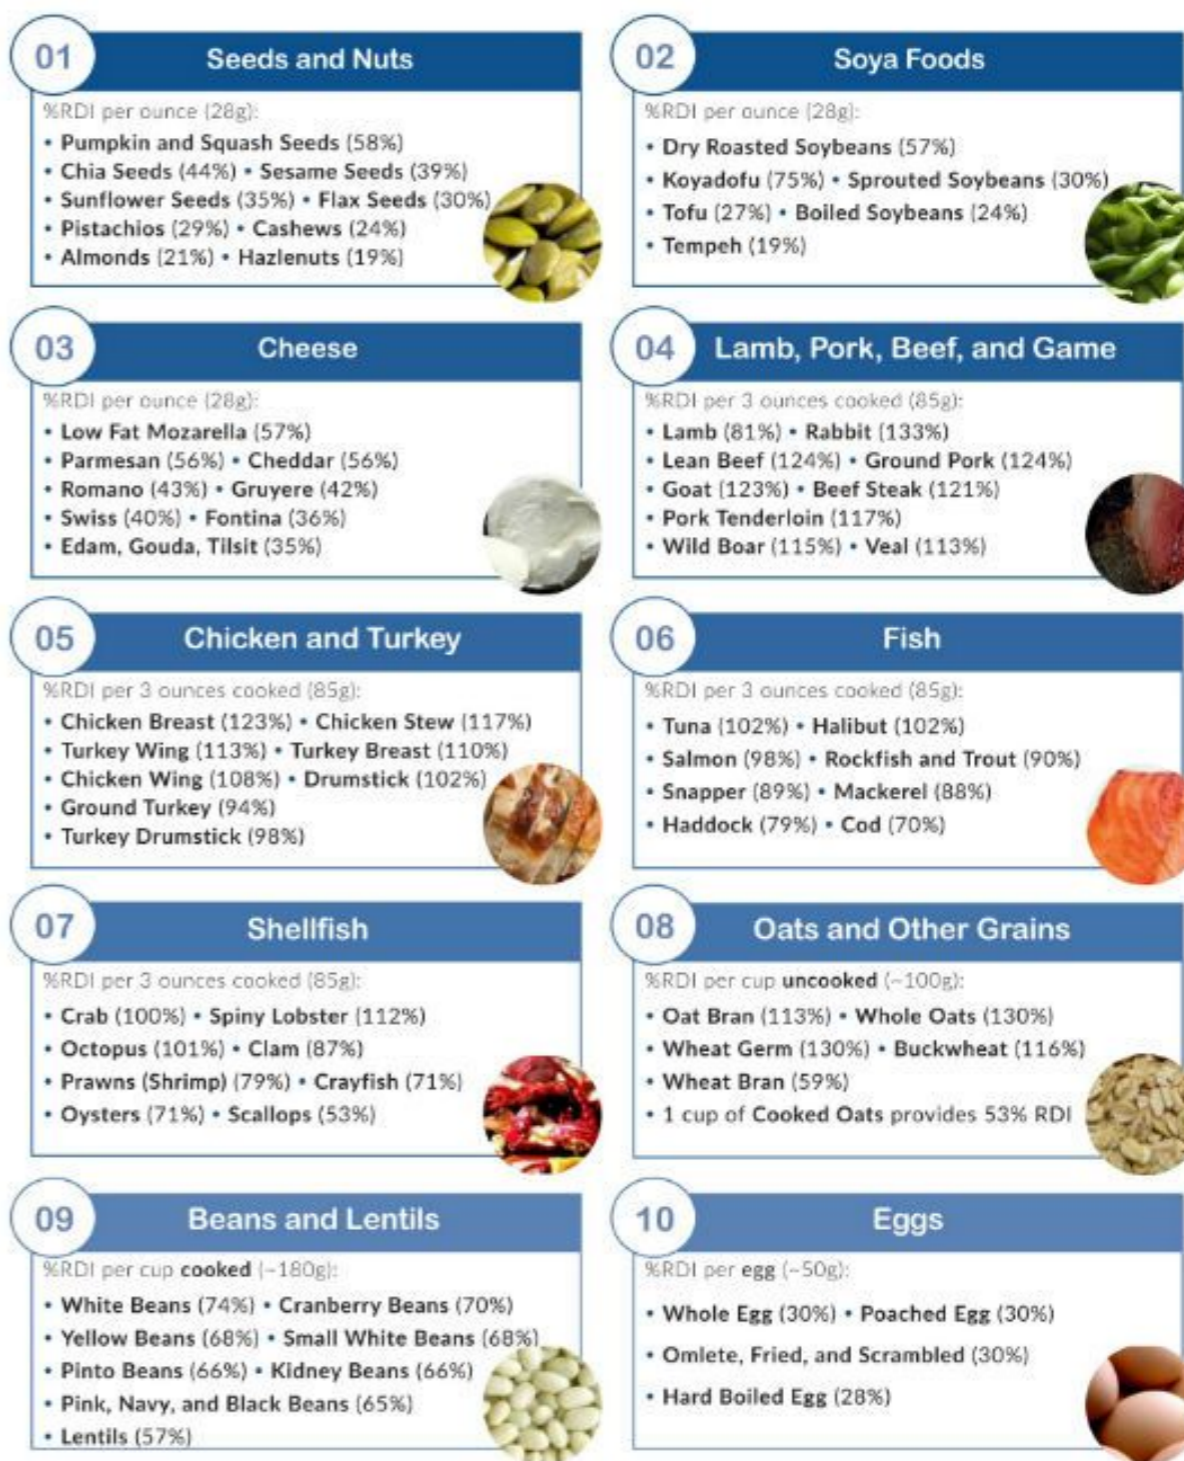 01
Seeds and Nuts
%RDI per ounce (28g):
• Pumpkin and Squash Seeds (58%)
• Chia Seeds (44%) • Sesame Seeds (39%)
• Sunflower Seeds (35%) • Flax Seeds (30%)
• Pistachios (29%) • Cashews (24%)
• Almonds (21%) • Hazlenuts (19%)
02
Soya Foods
%RDI per ounce (28g):
• Dry Roasted Soybeans (57%)
• Koyadofu (75%) • Sprouted Soybeans (30%)
• Tofu (27%) • Boiled Soybeans (24%)
• Tempeh (19%)
03
Cheese
%RDI per ounce (28g):
• Low Fat Mozarella (57%)
• Parmesan (56%) • Cheddar (56%)
• Romano (43%) • Gruyere (42%)
• Swiss (40%) • Fontina (36%)
• Edam, Gouda, Tilsit (35%)
04
Lamb, Pork, Beef, and Game
%RDI per 3 ounces cooked (85g):
• Lamb (81%) • Rabbit (133%)
• Lean Beef (124%) • Ground Pork (124%)
• Goat (123%) • Beef Steak (121%)
• Pork Tenderloin (117%)
• Wild Boar (115%) • Veal (113%)
05
Chicken and Turkey
%RDI per 3 ounces cooked (85g):
• Chicken Breast (123%) • Chicken Stew (117%)
• Turkey Wing (113%) • Turkey Breast (110%)
• Chicken Wing (108%) • Drumstick (102%)
• Ground Turkey (94%)
• Turkey Drumstick (98%)
06
Fish
%RDI per 3 ounces cooked (85g):
• Tuna (102%) • Halibut (102%)
• Salmon (98%) • Rockfish and Trout (90%)
• Snapper (89%) • Mackerel (88%)
• Haddock (79%) • Cod (70%)
07
Shellfish
%RDI per 3 ounces cooked (85g):
• Crab (100%) • Spiny Lobster (112%)
• Octopus (101%) • Clam (87%)
• Prawns (Shrimp) (79%) • Crayfish (71%)
• Oysters (71%) • Scallops (53%)
08
Oats and Other Grains
%RDI per cup uncooked (~100g):
• Oat Bran (113%) • Whole Oats (130%)
• Wheat Germ (130%) • Buckwheat (116%)
• Wheat Bran (59%)
• 1 cup of Cooked Oats provides 53% RDI
09
Beans and Lentils
%RDI per cup cooked (~180g):
• White Beans (74%) • Cranberry Beans (70%)
• Yellow Beans (68%) • Small White Beans (68%)
• Pinto Beans (66%) • Kidney Beans (66%)
• Pink, Navy, and Black Beans (65%)
• Lentils (57%)
10
Eggs
%RDI per egg (~50g):
• Whole Egg (30%) • Poached Egg (30%)
• Omlete, Fried, and Scrambled (30%)
• Hard Boiled Egg (28%)